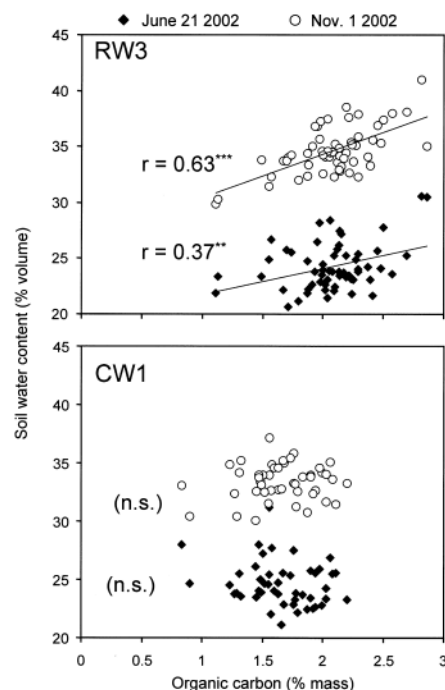 ◆ June 21 2002 ○ Nov. 1 2002
45
RW3
40
35
r = 0.63***
30
r = 0.37**
25
20
Soil water content (% volume)
45
CW1
40
35
(n.s.)
30
25
(n.s.)
20
0 0.5 1 1.5 2 2.5 3
Organic carbon (% mass)